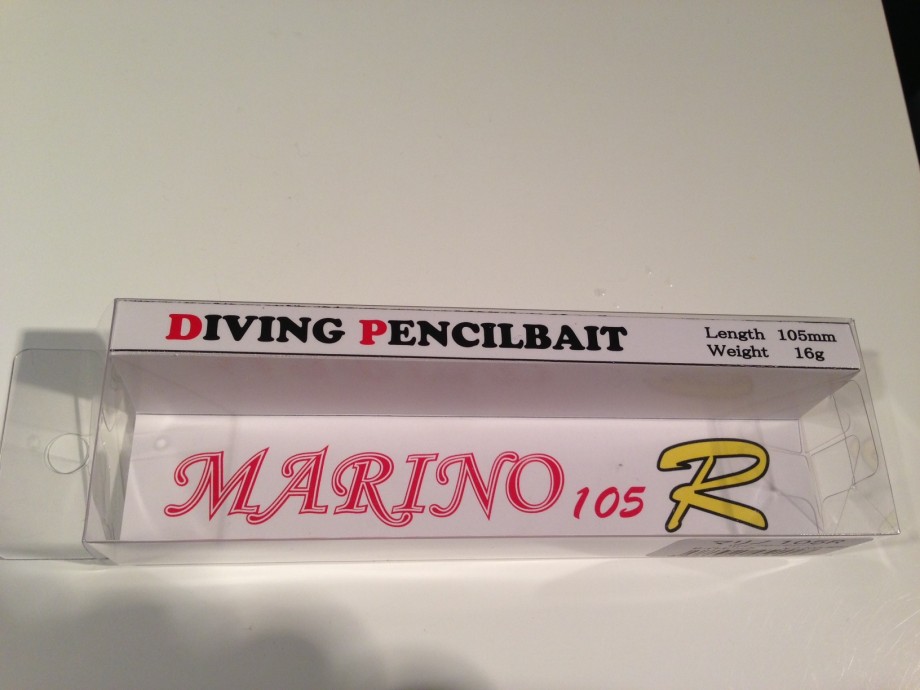 DIVING PENCILBAIT
Length 105mm
Weight 16g
MARINO 105 R